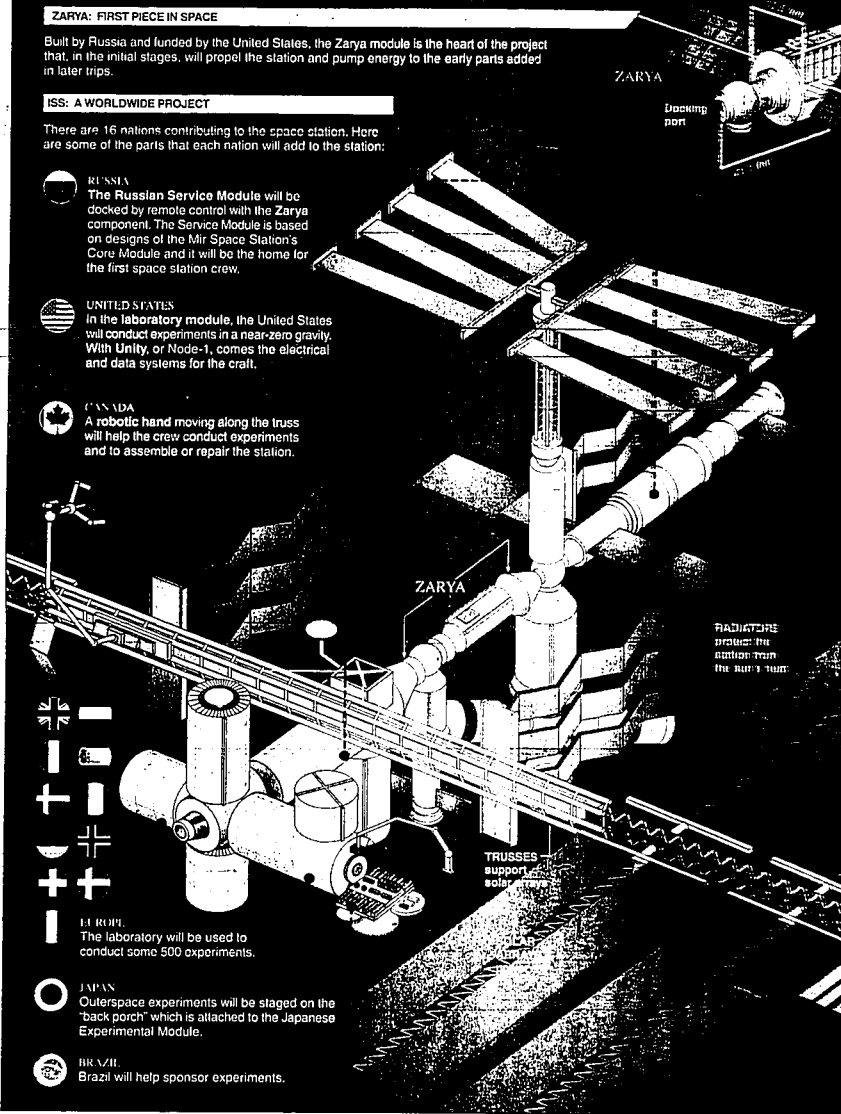 ZARYA: FIRST PIECE IN SPACE
Built by Russia and funded by the United States, the Zarya module is the heart of the project
that, in the initial stages, will propel the station and pump energy to the early parts added
in later trips.
ZARYA
Docking
port
ISS: A WORLDWIDE PROJECT
There are 16 nations contributing to the space station. Here
are some of the parts that each nation will add to the station:
RUSSIA
The Russian Service Module will be
docked by remote control with the Zarya
component. The Service Module is based
on designs of the Mir Space Station's
Core Module and it will be the home for
the first space station crew.
UNITED STATES
In the laboratory module, the United States
will conduct experiments in a near-zero gravity.
With Unity, or Node-1, comes the electrical
and data systems for the craft.
CANADA
A robotic hand moving along the truss
will help the crew conduct experiments
and to assemble or repair the station.
ZARYA
RADIATORS
protect the
station from
the sun's heat
TRUSSES
support
solar arrays
SOLAR
EUROPE
The laboratory will be used to
conduct some 500 experiments.
JAPAN
Outerspace experiments will be staged on the
"back porch" which is attached to the Japanese
Experimental Module.
BRAZIL
Brazil will help sponsor experiments.